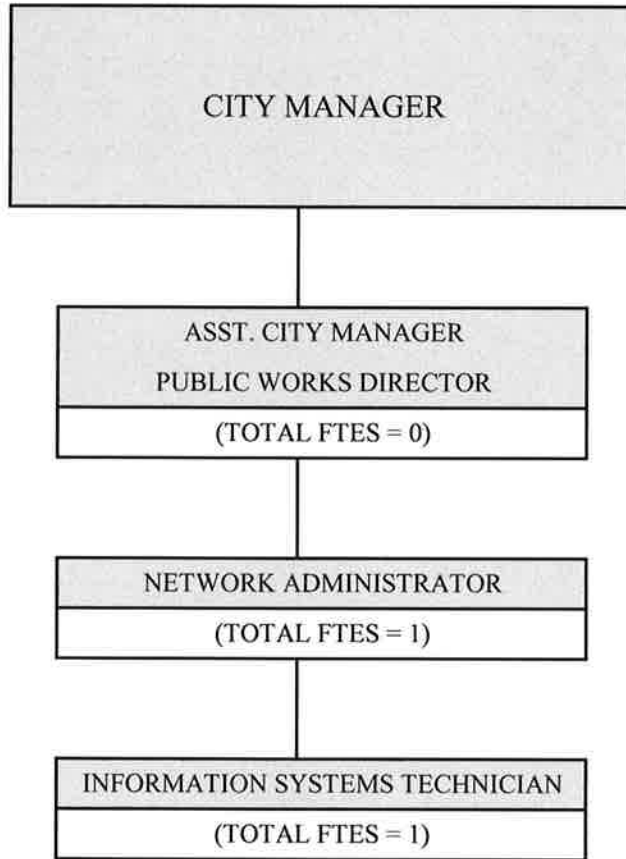 CITY MANAGER
ASST. CITY MANAGER
PUBLIC WORKS DIRECTOR
(TOTAL FTES = 0)
NETWORK ADMINISTRATOR
(TOTAL FTES = 1)
INFORMATION SYSTEMS TECHNICIAN
(TOTAL FTES = 1)